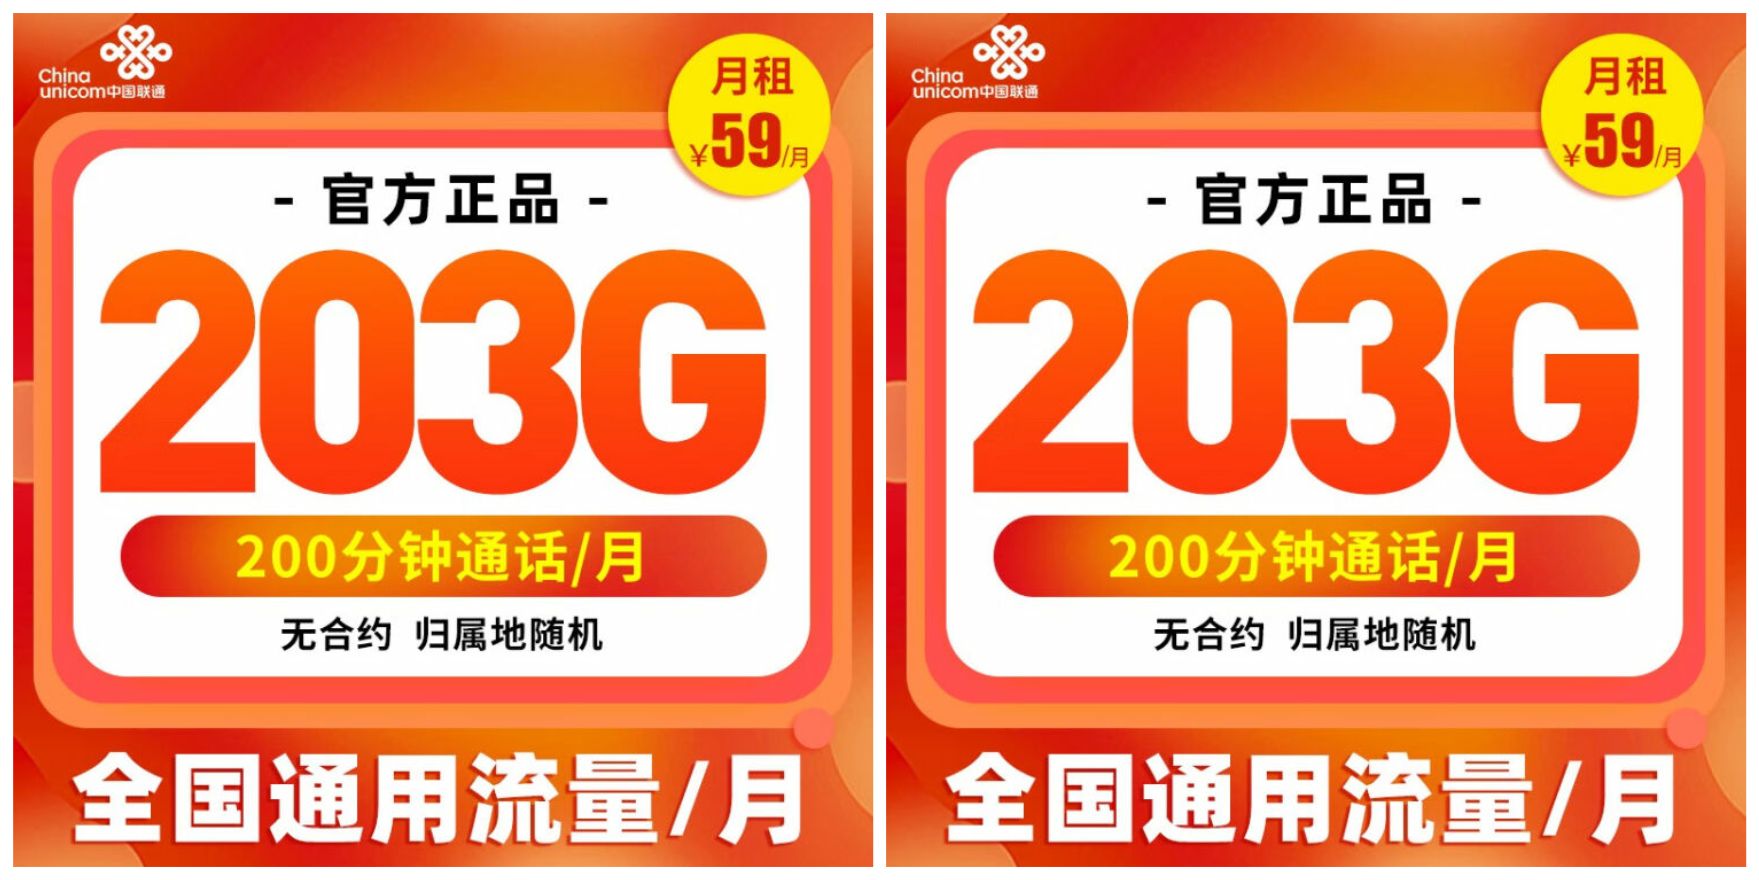 China
unicom中国联通
月租
¥59/月
- 官方正品 -
203G
200分钟通话/月
无合约 归属地随机
全国通用流量/月
China
unicom中国联通
月租
¥59/月
- 官方正品 -
203G
200分钟通话/月
无合约 归属地随机
全国通用流量/月